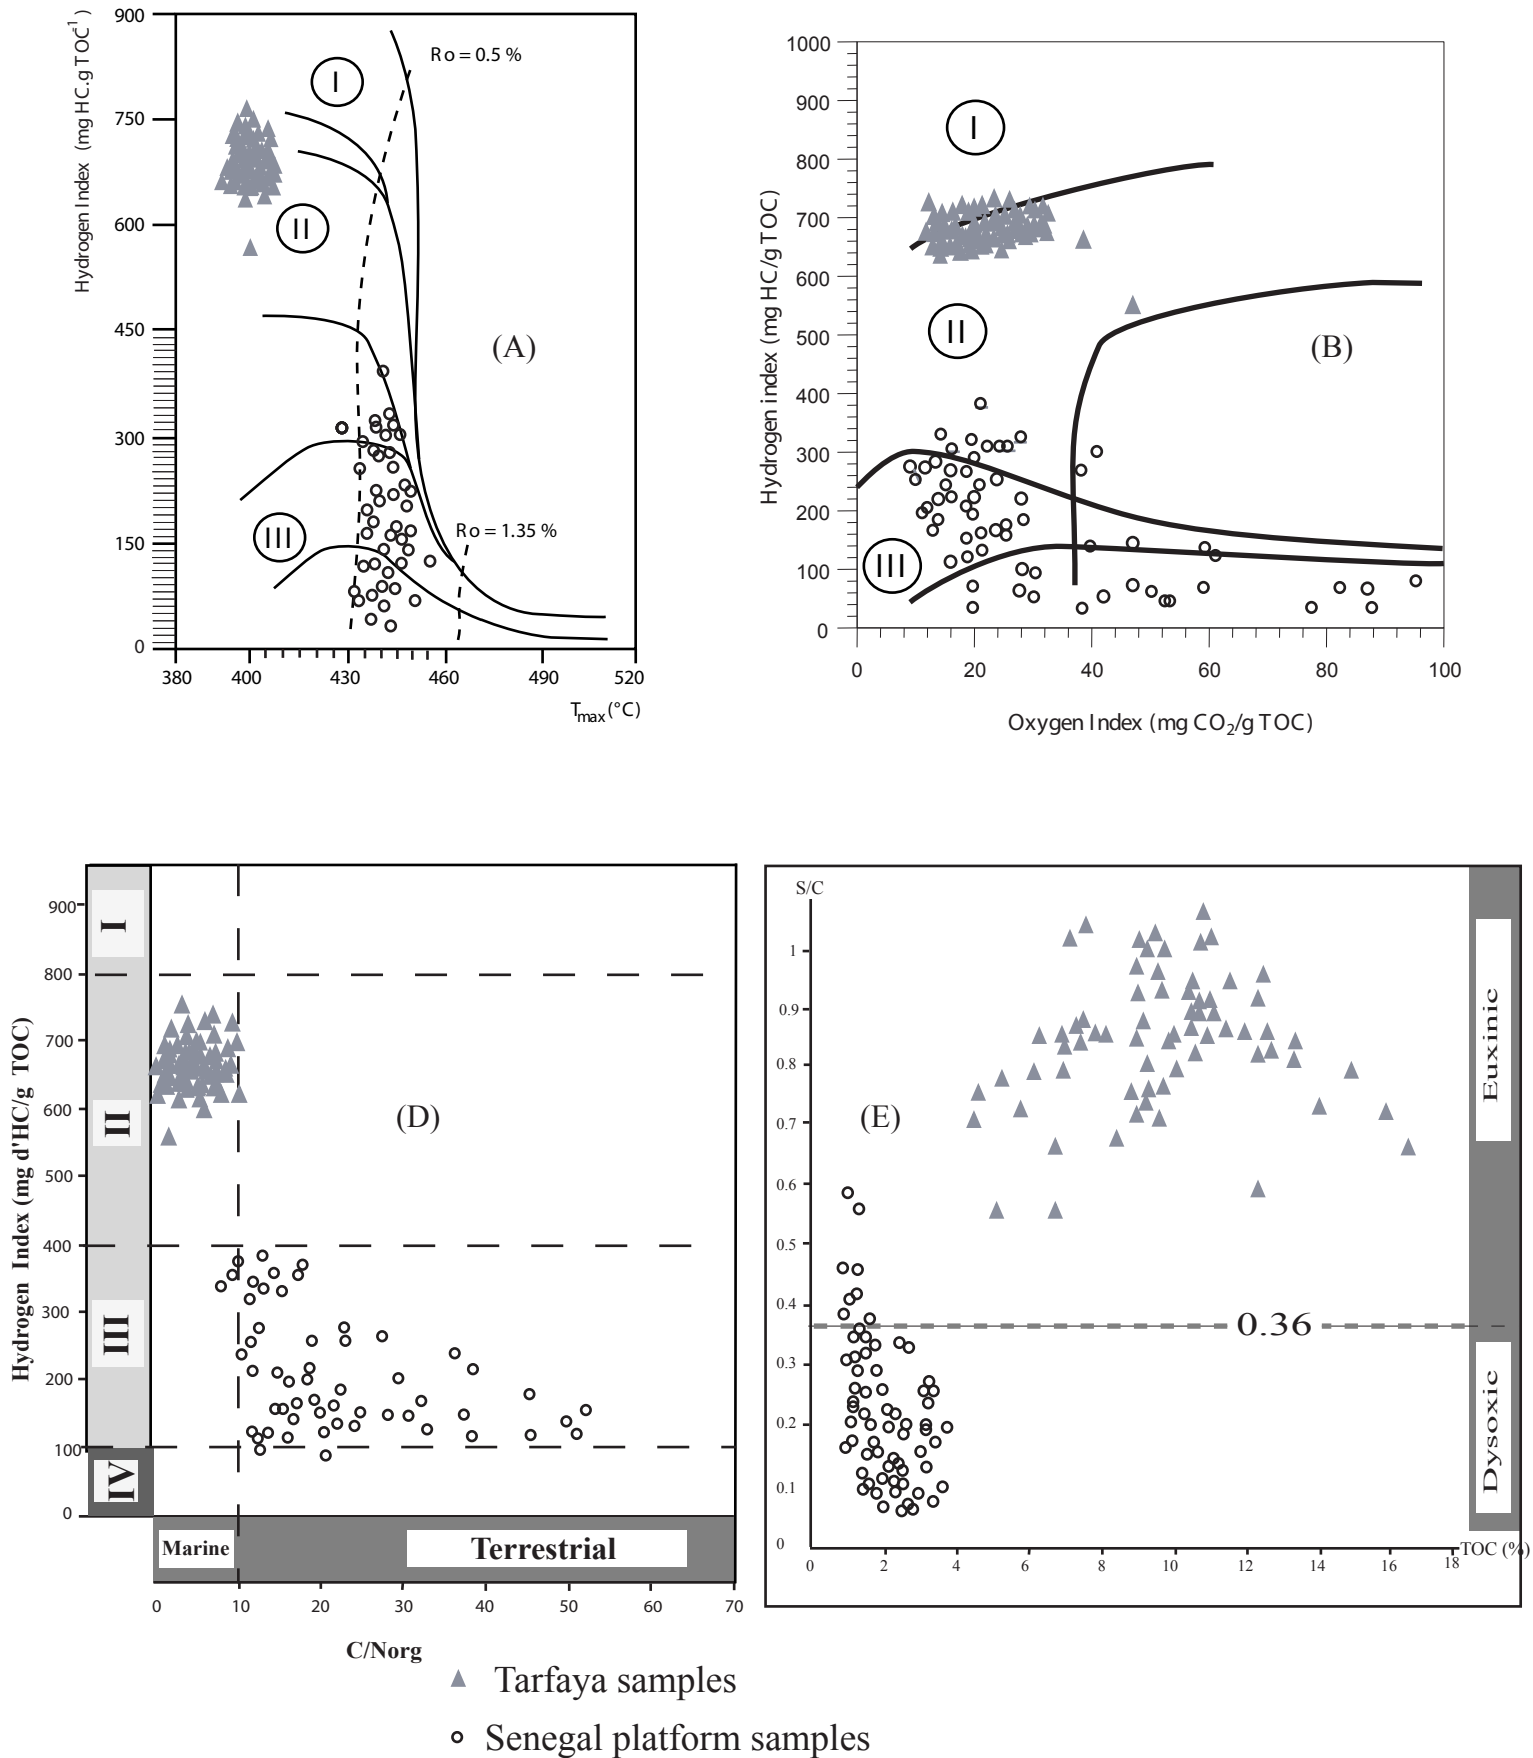 Hydrogen Index (mg HC.g TOC⁻¹)
900
750
600
450
300
150
0
I
II
III
Ro = 0.5 %
Ro = 1.35 %
(A)
380 400 430 460 490 520
Tmax (°C)
Hydrogen index (mg HC/g TOC)
1000
900
800
700
600
500
400
300
200
100
0
I
II
III
(B)
0 20 40 60 80 100
Oxygen Index (mg CO₂/g TOC)
Hydrogen Index (mg d'HC/g TOC)
900
800
700
600
500
400
300
200
100
0
I
II
III
IV
(D)
Marine Terrestrial
0 10 20 30 40 50 60 70
C/Norg
S/C
1
0.9
0.8
0.7
0.6
0.5
0.4
0.3
0.2
0.1
0
(E)
0.36
Euxinic
Dysoxic
0 2 4 6 8 10 12 14 16 18 TOC (%)
Tarfaya samples
Senegal platform samples